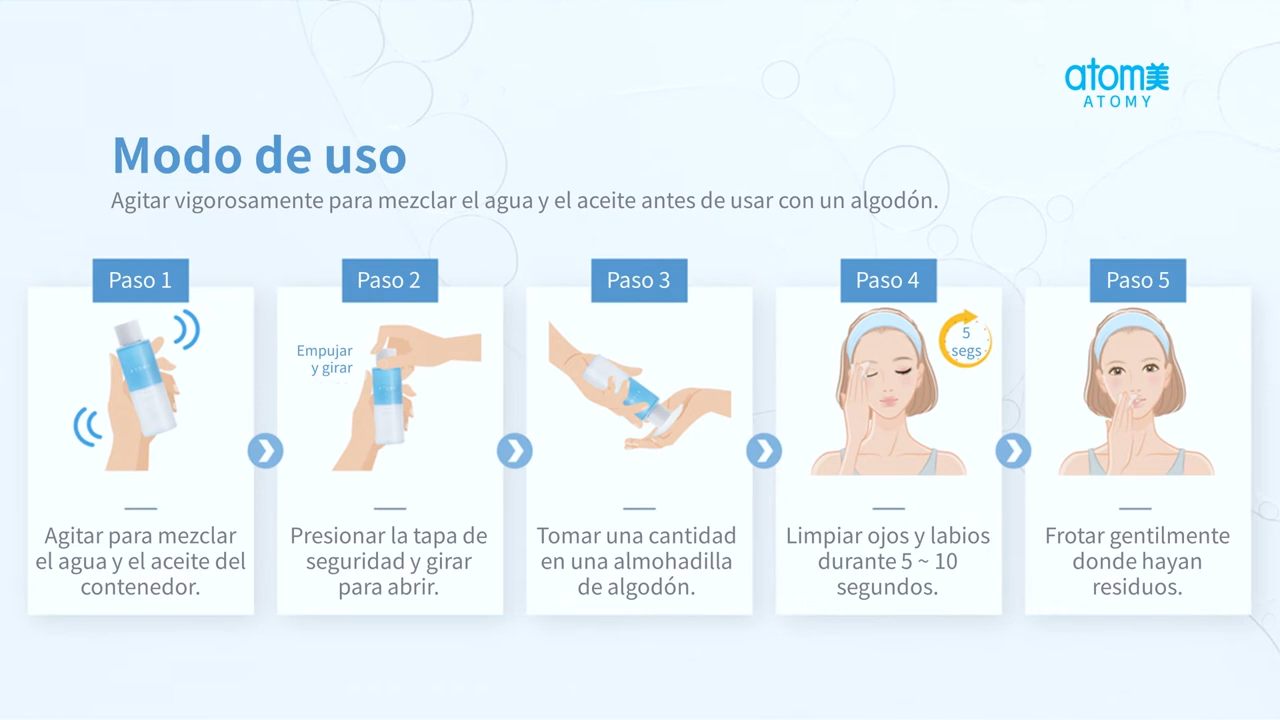 atom美
ATOMY
Modo de uso
Agitar vigorosamente para mezclar el agua y el aceite antes de usar con un algodón.
Paso 1
Agitar para mezclar
el agua y el aceite del
contenedor.
Paso 2
Empujar
y girar
Presionar la tapa de
seguridad y girar
para abrir.
Paso 3
Tomar una cantidad
en una almohadilla
de algodón.
Paso 4
5
segs
Limpiar ojos y labios
durante 5 ~ 10
segundos.
Paso 5
Frotar gentilmente
donde hayan
residuos.